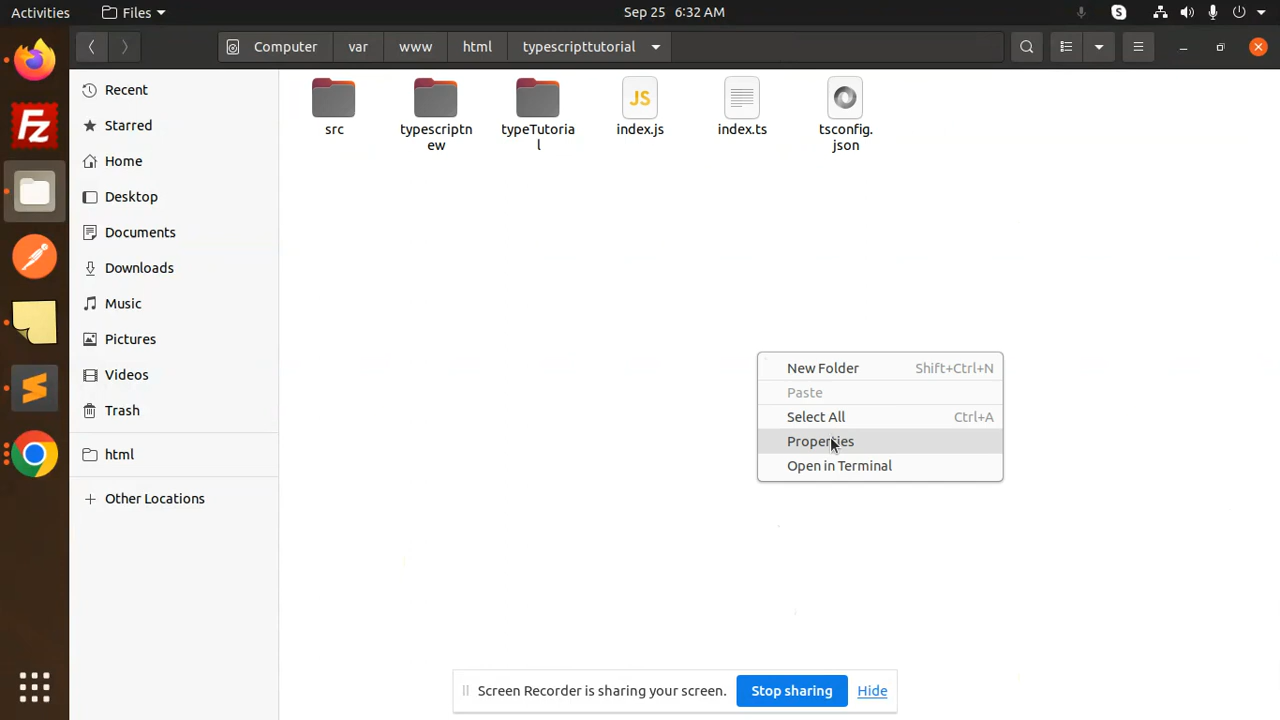 Activities Files Sep 25 6:32 AM
Computer var www html typescripttutorial
Recent
Starred
Home
Desktop
Documents
Downloads
Music
Pictures
Videos
Trash
html
Other Locations
src
typescriptn
ew
typeTutoria
l
JS
index.js
index.ts
tsconfig.
json
New Folder Shift+Ctrl+N
Paste
Select All Ctrl+A
Properties
Open in Terminal
Screen Recorder is sharing your screen. Stop sharing Hide
Fz
S